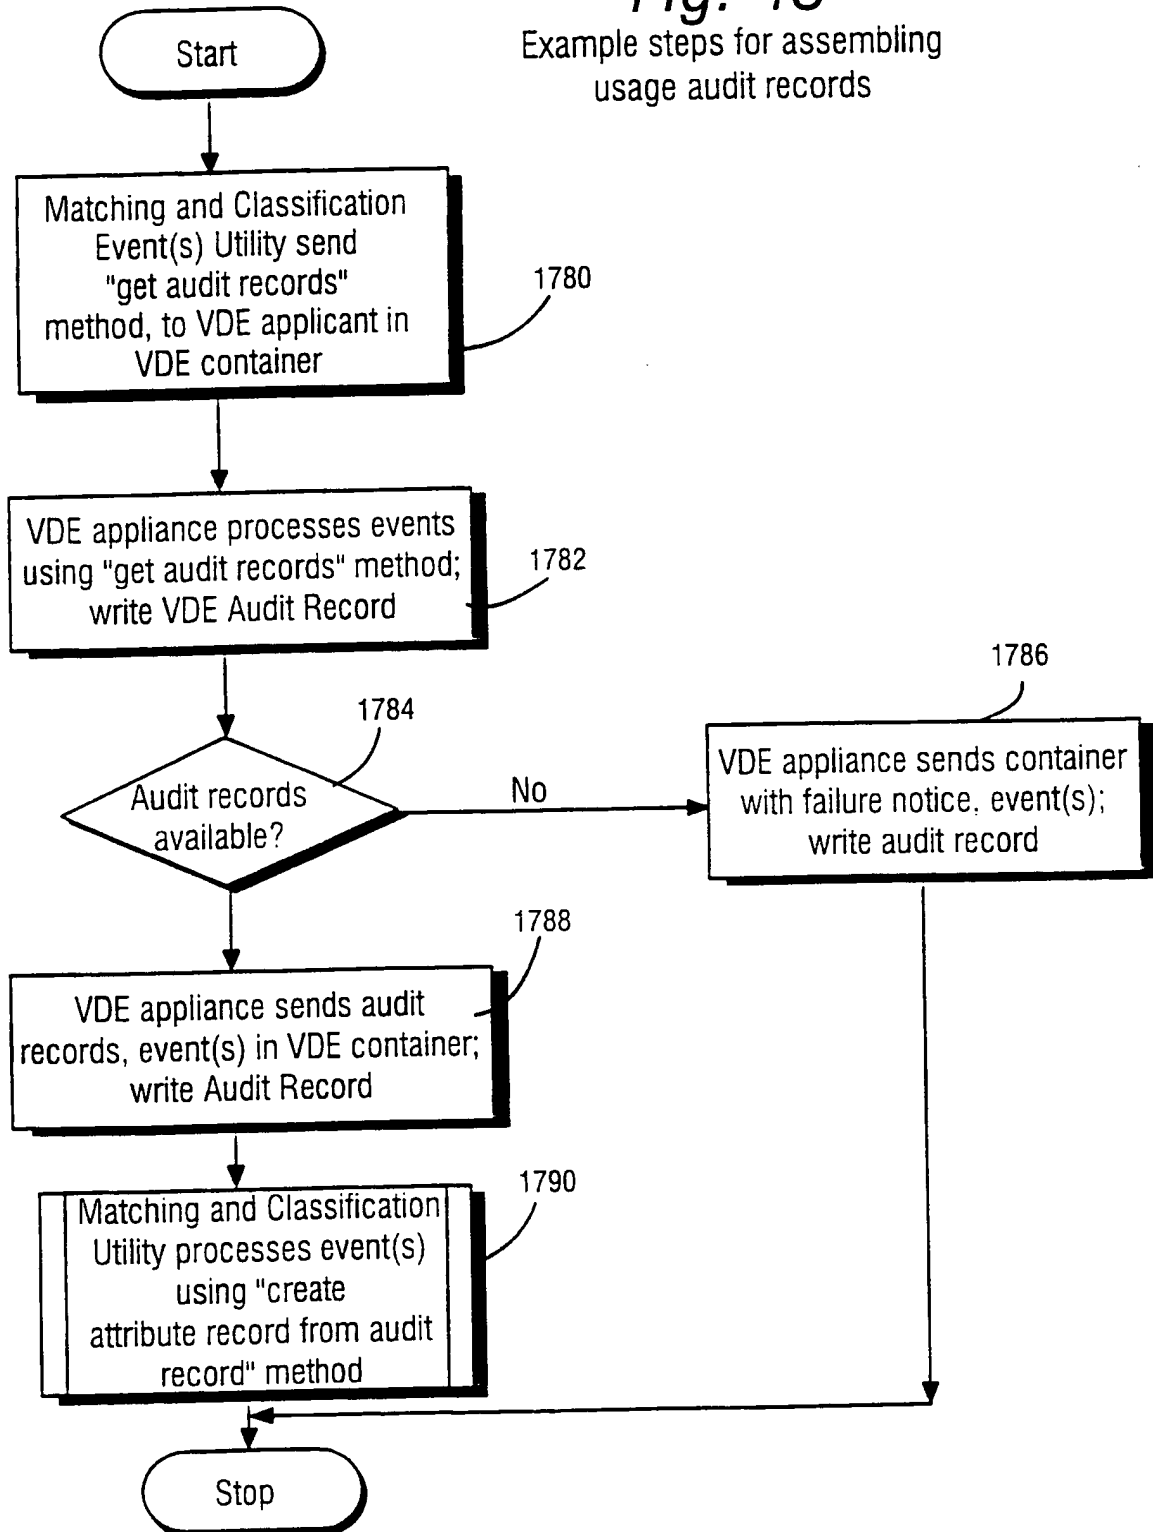 Example steps for assembling
usage audit records
Start
Matching and Classification
Event(s) Utility send
"get audit records"
method, to VDE applicant in
VDE container
1780
VDE appliance processes events
using "get audit records" method;
write VDE Audit Record
1782
1784
Audit records
available?
No
1786
VDE appliance sends container
with failure notice, event(s);
write audit record
1788
VDE appliance sends audit
records, event(s) in VDE container;
write Audit Record
1790
Matching and Classification
Utility processes event(s)
using "create
attribute record from audit
record" method
Stop